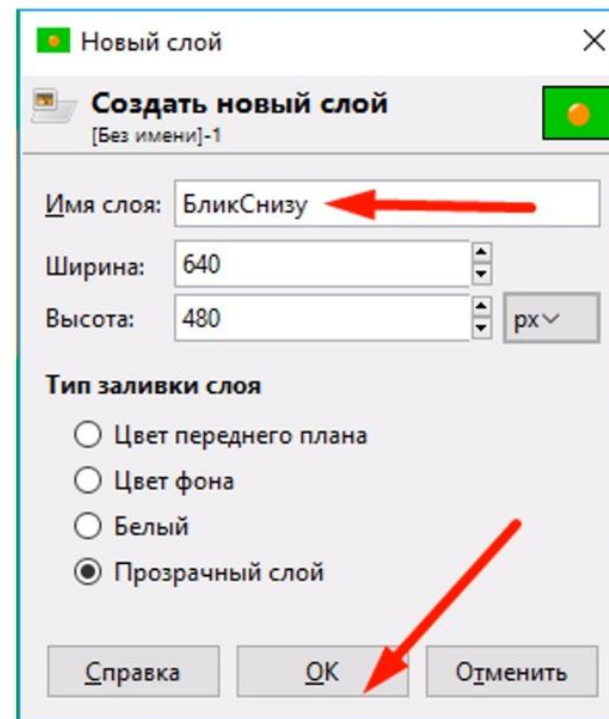 Новый слой
Создать новый слой
[Без имени]-1
Имя слоя: БликСнизу
Ширина: 640
Высота: 480 px
Тип заливки слоя
Цвет переднего плана
Цвет фона
Белый
Прозрачный слой
Справка ОК Отменить